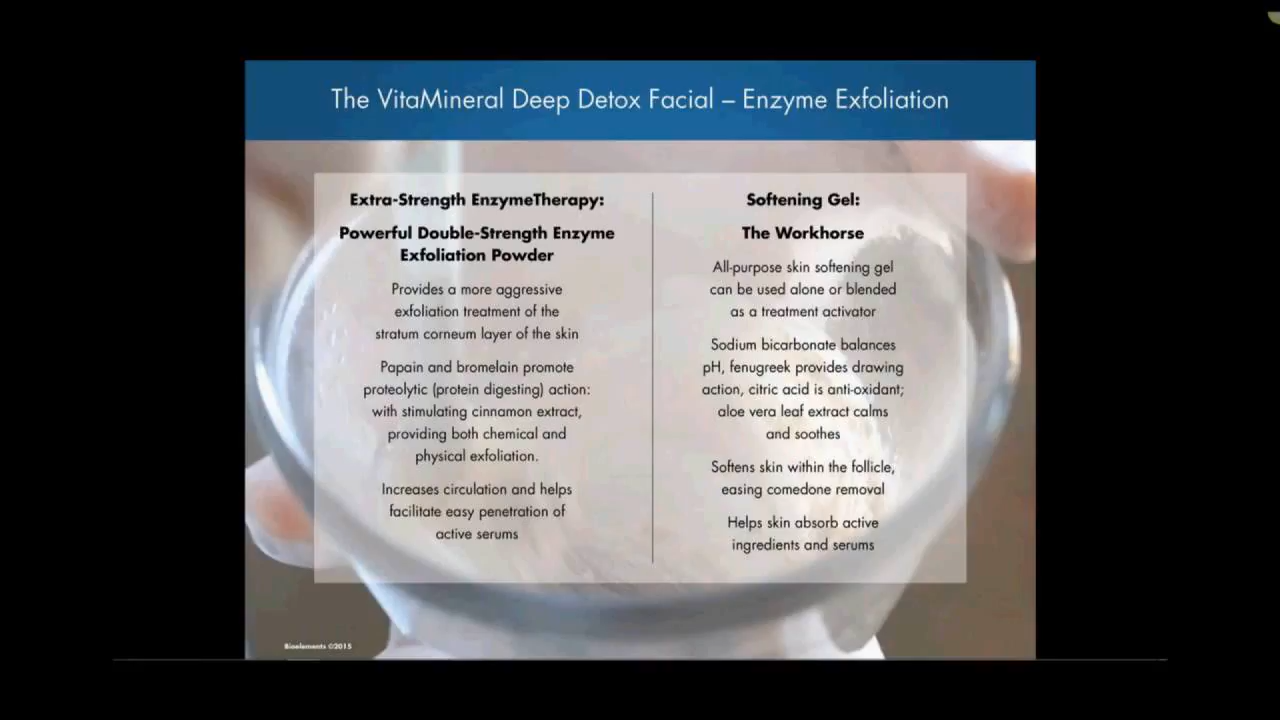 The VitaMineral Deep Detox Facial – Enzyme Exfoliation
Extra-Strength EnzymeTherapy:
Powerful Double-Strength Enzyme
Exfoliation Powder
Provides a more aggressive
exfoliation treatment of the
stratum corneum layer of the skin
Papain and bromelain promote
proteolytic (protein digesting) action:
with stimulating cinnamon extract,
providing both chemical and
physical exfoliation.
Increases circulation and helps
facilitate easy penetration of
active serums
Softening Gel:
The Workhorse
All-purpose skin softening gel
can be used alone or blended
as a treatment activator
Sodium bicarbonate balances
pH, fenugreek provides drawing
action, citric acid is anti-oxidant;
aloe vera leaf extract calms
and soothes
Softens skin within the follicle,
easing comedone removal
Helps skin absorb active
ingredients and serums
Bioelements ©2015